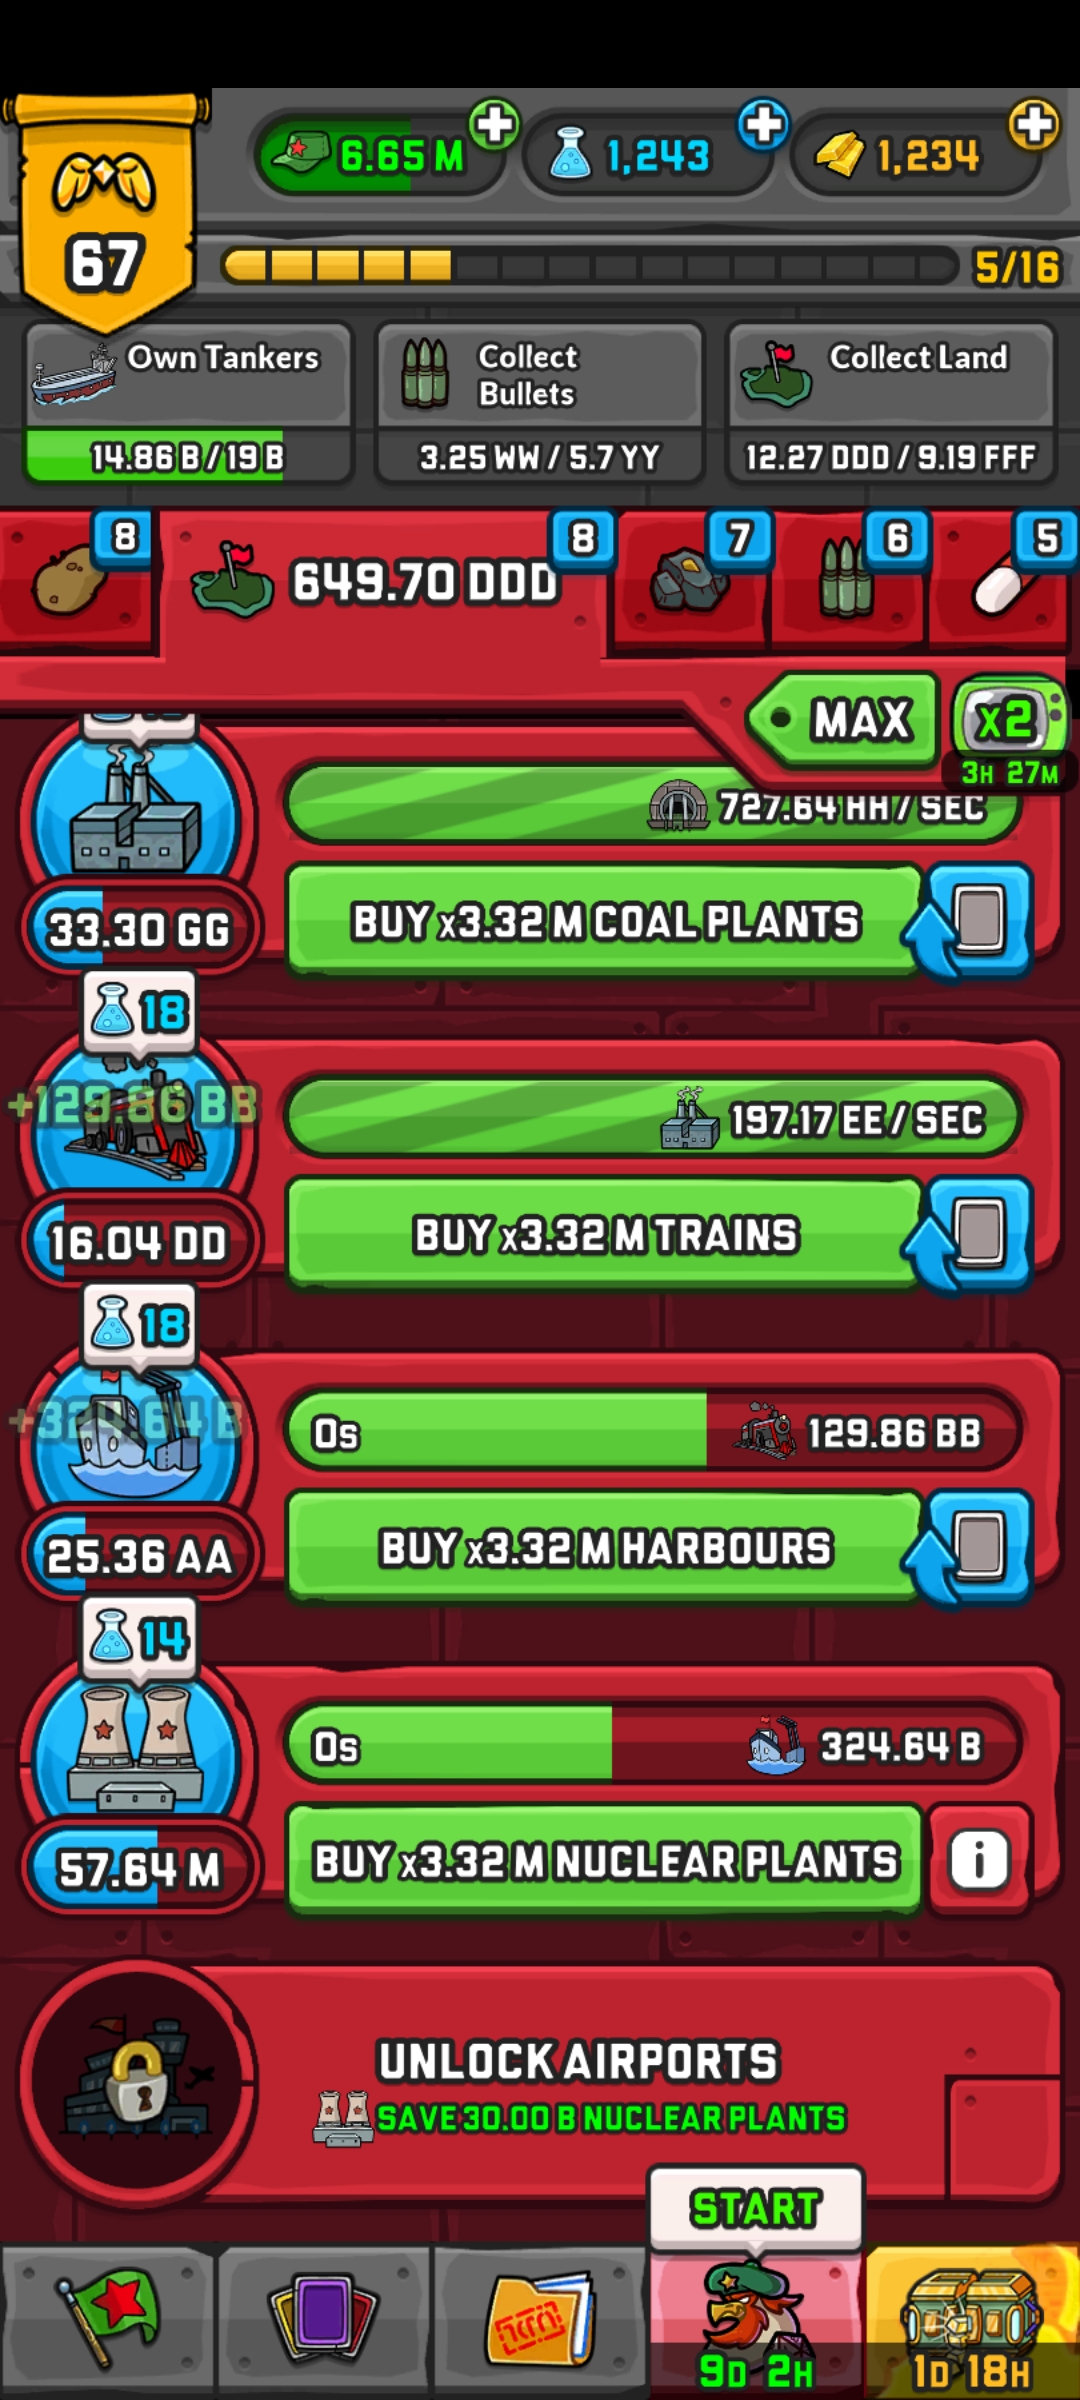 6.65 M
1,243
1,234
67
5/16
Own Tankers
14.86 B / 19 B
Collect
Bullets
3.25 WW / 5.7 YY
Collect Land
12.27 DDD / 9.19 FFF
8
649.70 DDD
8
7
6
5
MAX
x2
3H 27M
727.64 HH / SEC
33.30 GG
BUY x3.32 M COAL PLANTS
18
+129.86 BB
197.17 EE / SEC
16.04 DD
BUY x3.32 M TRAINS
18
+324.64 B
0s
129.86 BB
25.36 AA
BUY x3.32 M HARBOURS
14
0s
324.64 B
57.64 M
BUY x3.32 M NUCLEAR PLANTS
i
UNLOCK AIRPORTS
SAVE 30.00 B NUCLEAR PLANTS
START
9D 2H
1D 18H